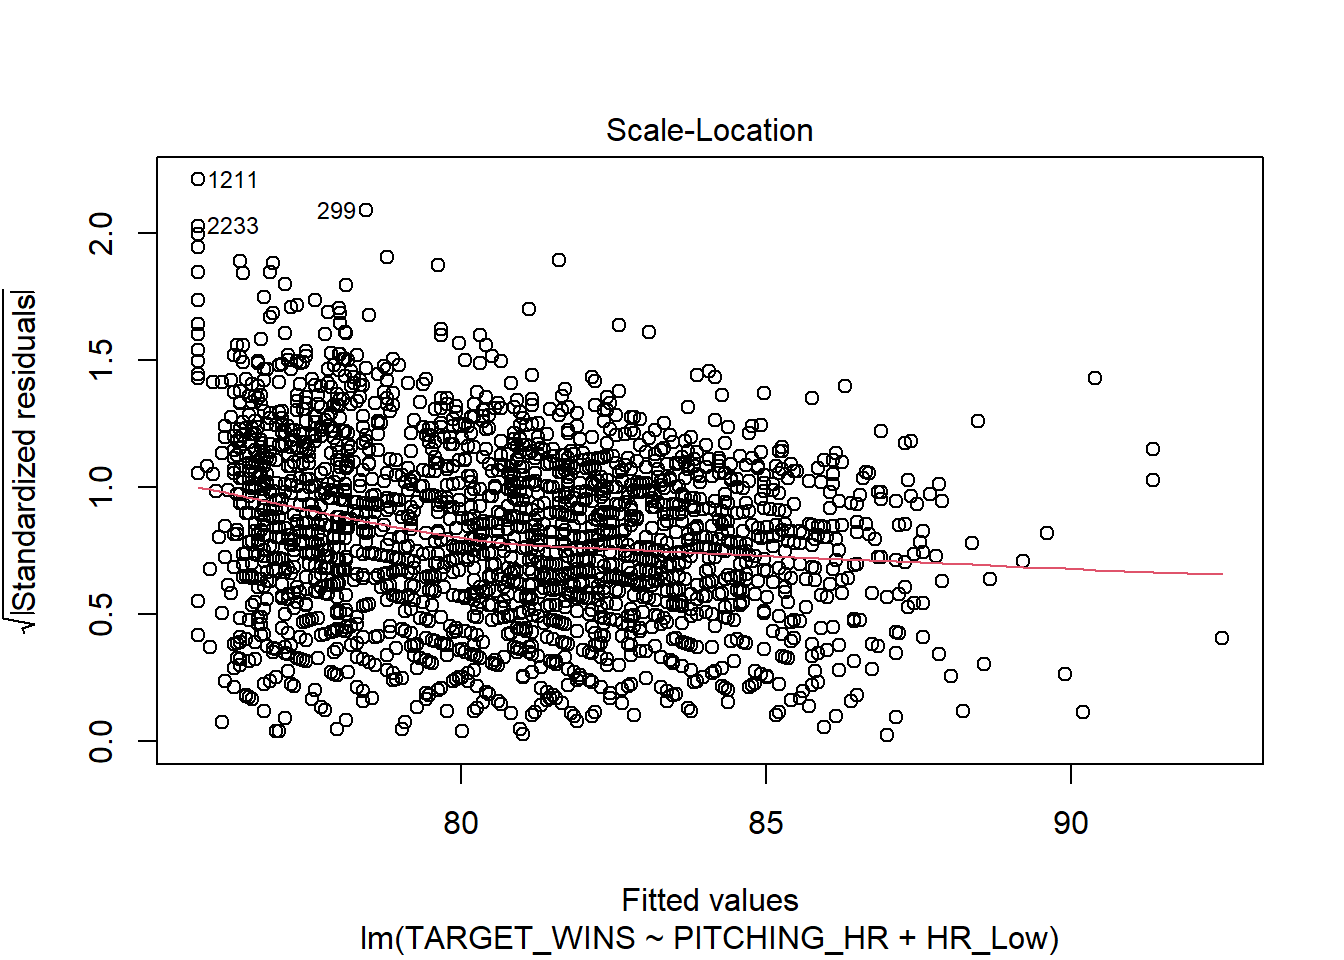 Scale-Location
1211
299
2233
2.0
1.5
1.0
0.5
0.0
√|Standardized residuals|
80 85 90
Fitted values
lm(TARGET_WINS ~ PITCHING_HR + HR_Low)